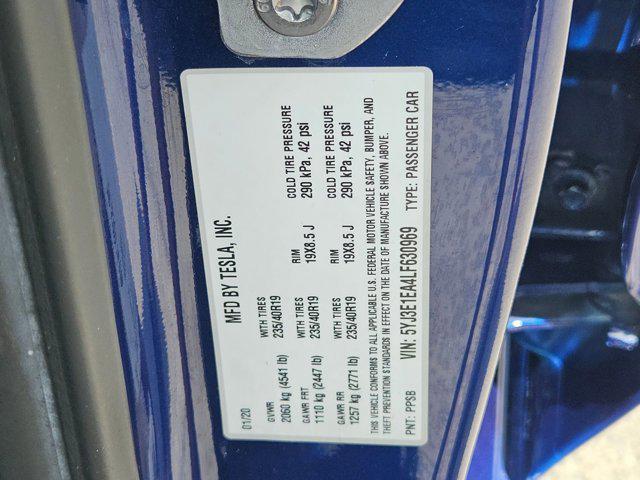 01/20 MFD BY TESLA, INC.
GVWR WITH TIRES RIM COLD TIRE PRESSURE
2060 kg (4541 lb) 235/40R19 19X8.5 J 290 kPa, 42 psi
GAWR FRT WITH TIRES RIM COLD TIRE PRESSURE
1110 kg (2447 lb) 235/40R19 19X8.5 J 290 kPa, 42 psi
GAWR RR
1257 kg (2771 lb)
THIS VEHICLE CONFORMS TO ALL APPLICABLE U.S. FEDERAL MOTOR VEHICLE SAFETY, BUMPER, AND
THEFT PREVENTION STANDARDS IN EFFECT ON THE DATE OF MANUFACTURE SHOWN ABOVE.
PNT: PPSB VIN: 5YJ3E1EA4LF630969 TYPE: PASSENGER CAR